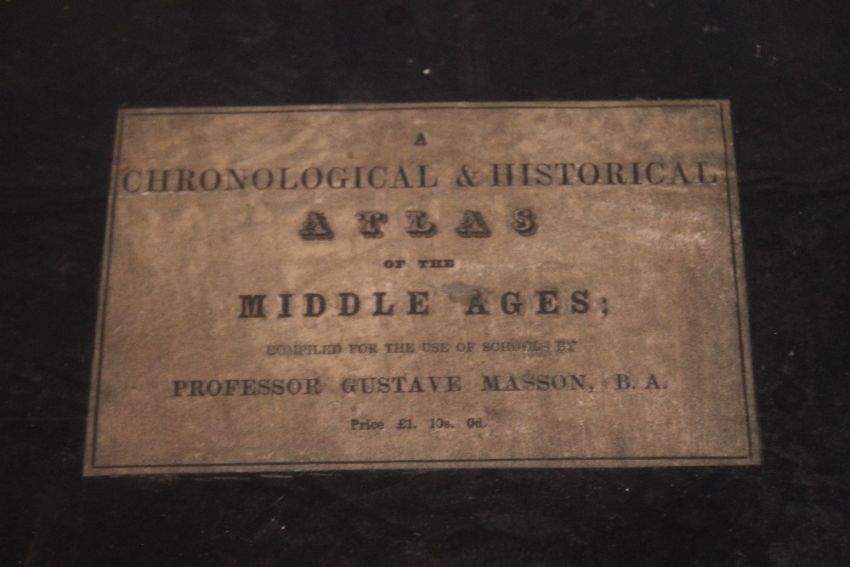 A
CHRONOLOGICAL & HISTORICAL
ATLAS
OF THE
MIDDLE AGES;
COMPILED FOR THE USE OF SCHOOLS BY
PROFESSOR GUSTAVE MASSON, B. A.
Price £1. 10s. 0d.